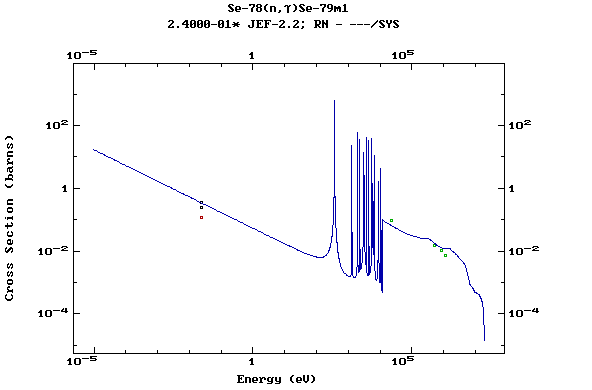 Se-78(n,γ)Se-79m1
2.4000-01* JEF-2.2; RN - ---/SYS
10⁻⁵ 1 10⁵
10² 10²
1 1
10⁻² 10⁻²
10⁻⁴ 10⁻⁴
Cross Section (barns)
10⁻⁵ 1 10⁵
Energy (eV)